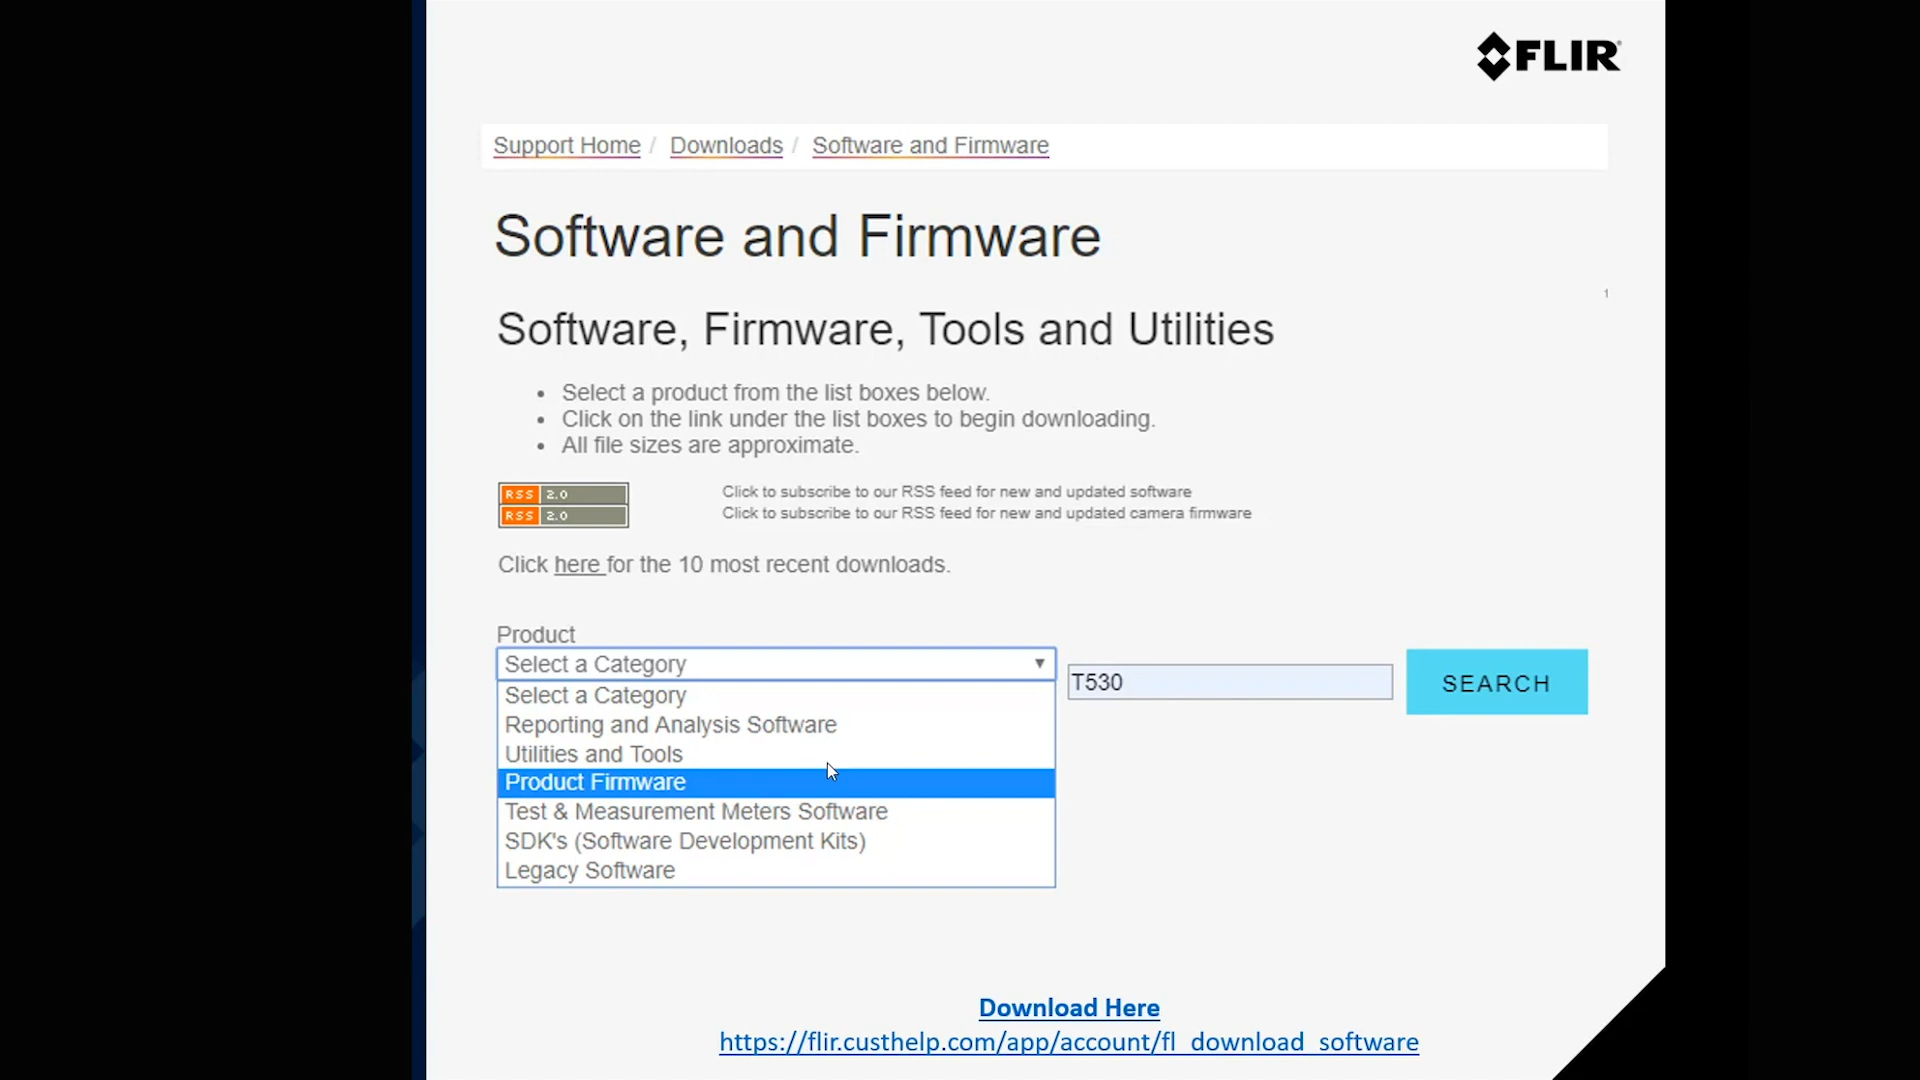 FLIR
Support Home / Downloads / Software and Firmware
Software and Firmware
1
Software, Firmware, Tools and Utilities
• Select a product from the list boxes below.
• Click on the link under the list boxes to begin downloading.
• All file sizes are approximate.
RSS 2.0 Click to subscribe to our RSS feed for new and updated software
RSS 2.0 Click to subscribe to our RSS feed for new and updated camera firmware
Click here for the 10 most recent downloads.
Product
Select a Category
T530
SEARCH
Select a Category
Reporting and Analysis Software
Utilities and Tools
Product Firmware
Test & Measurement Meters Software
SDK's (Software Development Kits)
Legacy Software
Download Here
https://flir.custhelp.com/app/account/fl_download_software